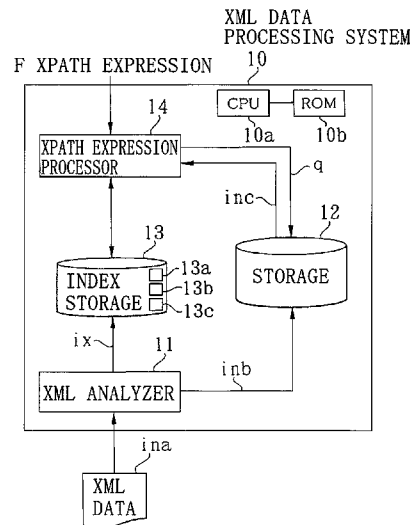 XML DATA
PROCESSING SYSTEM
F XPATH EXPRESSION
10
CPU
ROM
10a
10b
14
XPATH EXPRESSION
PROCESSOR
q
inc
12
13
STORAGE
INDEX
STORAGE
13a
13b
13c
ix
11
XML ANALYZER
inb
ina
XML
DATA